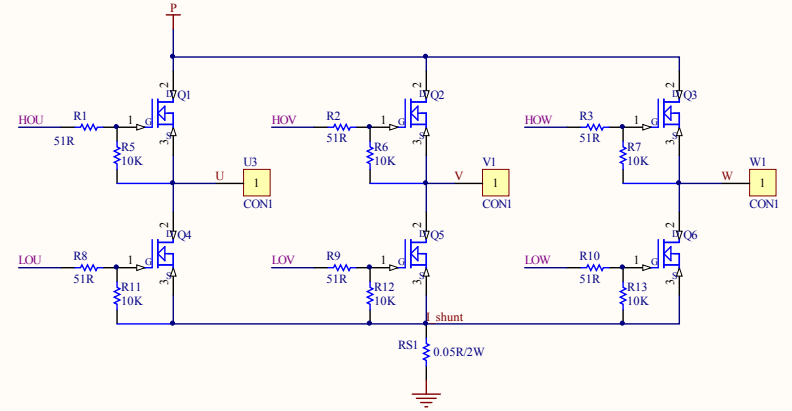 P
2 2 2
D Q1 D Q2 D Q3
HOU R1 1 G HOV R2 1 G HOW R3 1 G
51R 51R 51R
R5 3 S R6 3 S R7 3 S
10K 10K 10K
U3 V1 W1
U 1 V 1 W 1
CON1 CON1 CON1
2 2 2
D Q4 D Q5 D Q6
LOU R8 1 G LOV R9 1 G LOW R10 1 G
51R 51R 51R
R11 3 S R12 3 S R13 3 S
10K 10K 10K
I_shunt
RS1 0.05R/2W